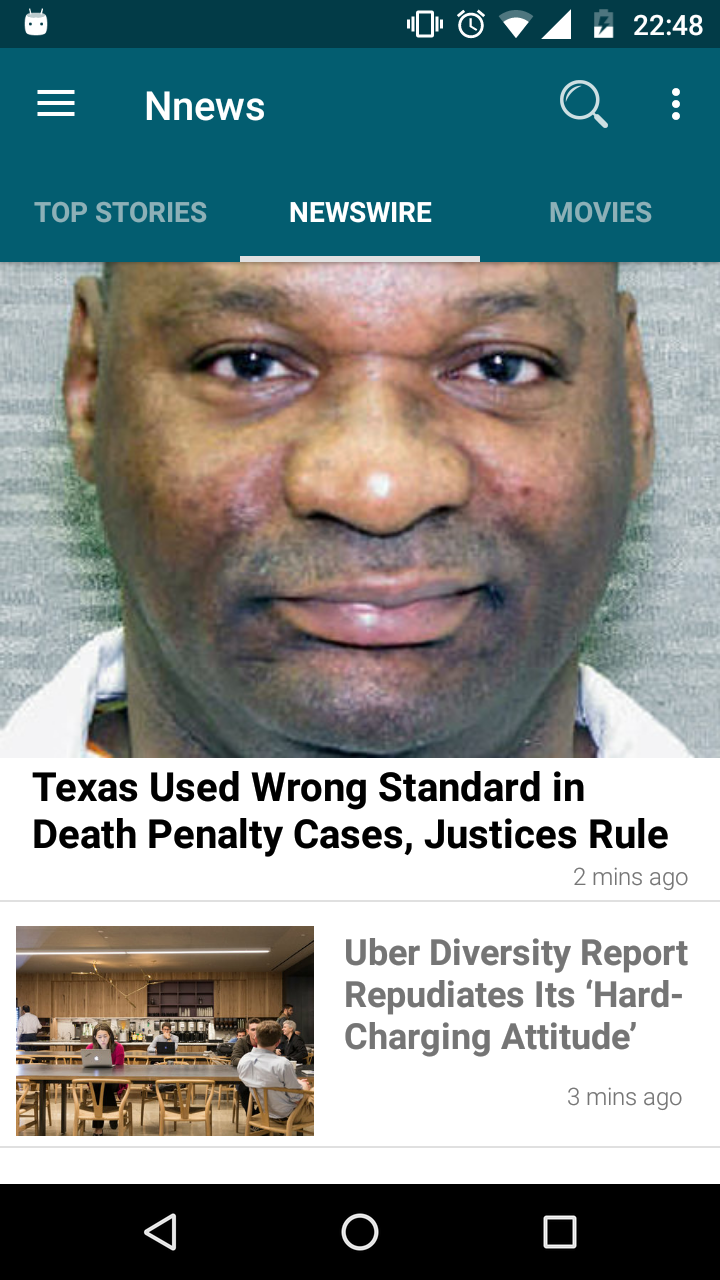 22:48
Nnews
TOP STORIES
NEWSWIRE
MOVIES
Texas Used Wrong Standard in
Death Penalty Cases, Justices Rule
2 mins ago
Uber Diversity Report
Repudiates Its ‘Hard-
Charging Attitude’
3 mins ago